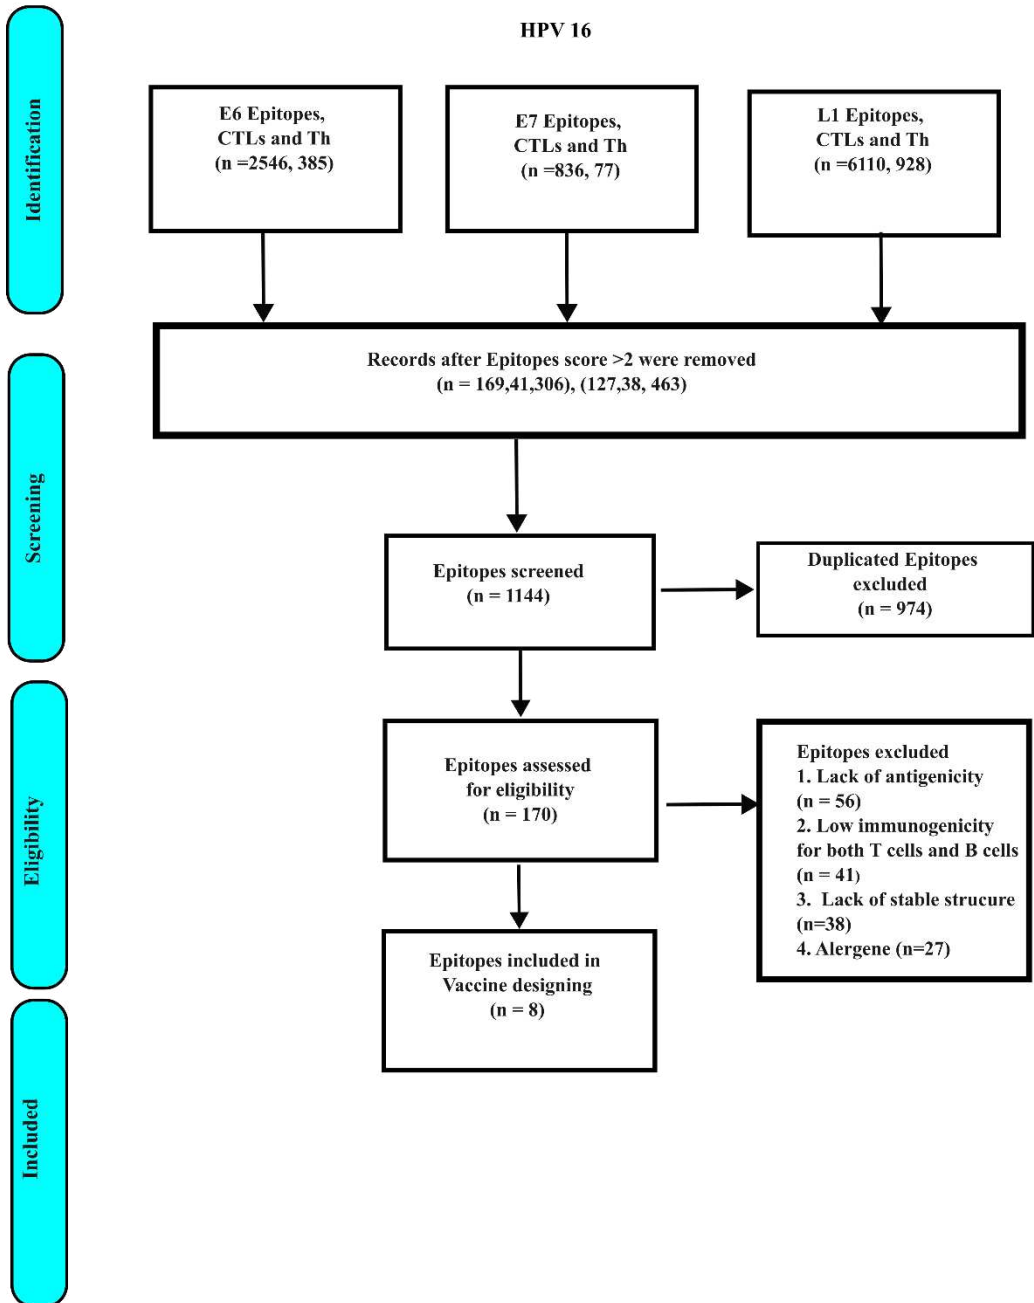 HPV 16
Identification
E6 Epitopes,
CTLs and Th
(n =2546, 385)
E7 Epitopes,
CTLs and Th
(n =836, 77)
L1 Epitopes,
CTLs and Th
(n =6110, 928)
Records after Epitopes score >2 were removed
(n = 169,41,306), (127,38, 463)
Screening
Epitopes screened
(n = 1144)
Duplicated Epitopes
excluded
(n = 974)
Eligibility
Epitopes assessed
for eligibility
(n = 170)
Epitopes excluded
1. Lack of antigenicity
(n = 56)
2. Low immunogenicity
for both T cells and B cells
(n = 41)
3. Lack of stable strucure
(n=38)
4. Alergene (n=27)
Epitopes included in
Vaccine designing
(n = 8)
Included